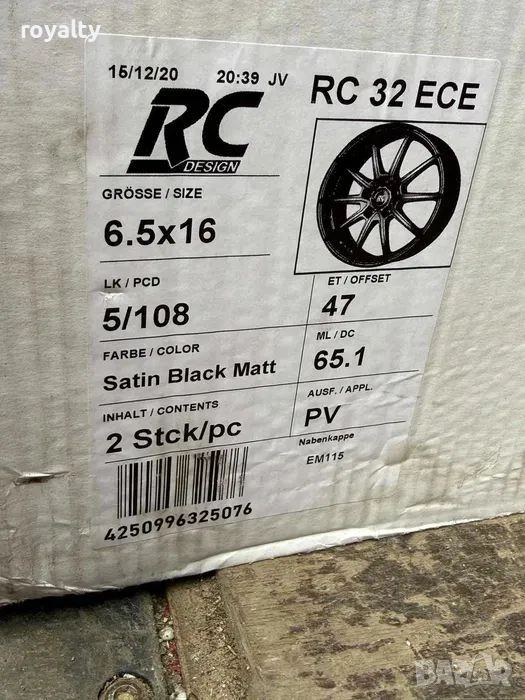 royalty
15/12/20 20:39 JV
RC 32 ECE
RC
DESIGN
GRÖSSE / SIZE
6.5x16
LK / PCD
5/108
ET / OFFSET
47
FARBE / COLOR
Satin Black Matt
ML / DC
65.1
INHALT / CONTENTS
2 Stck/pc
AUSF. / APPL.
PV
Nabenkappe
EM115
4250996325076
BAZAR